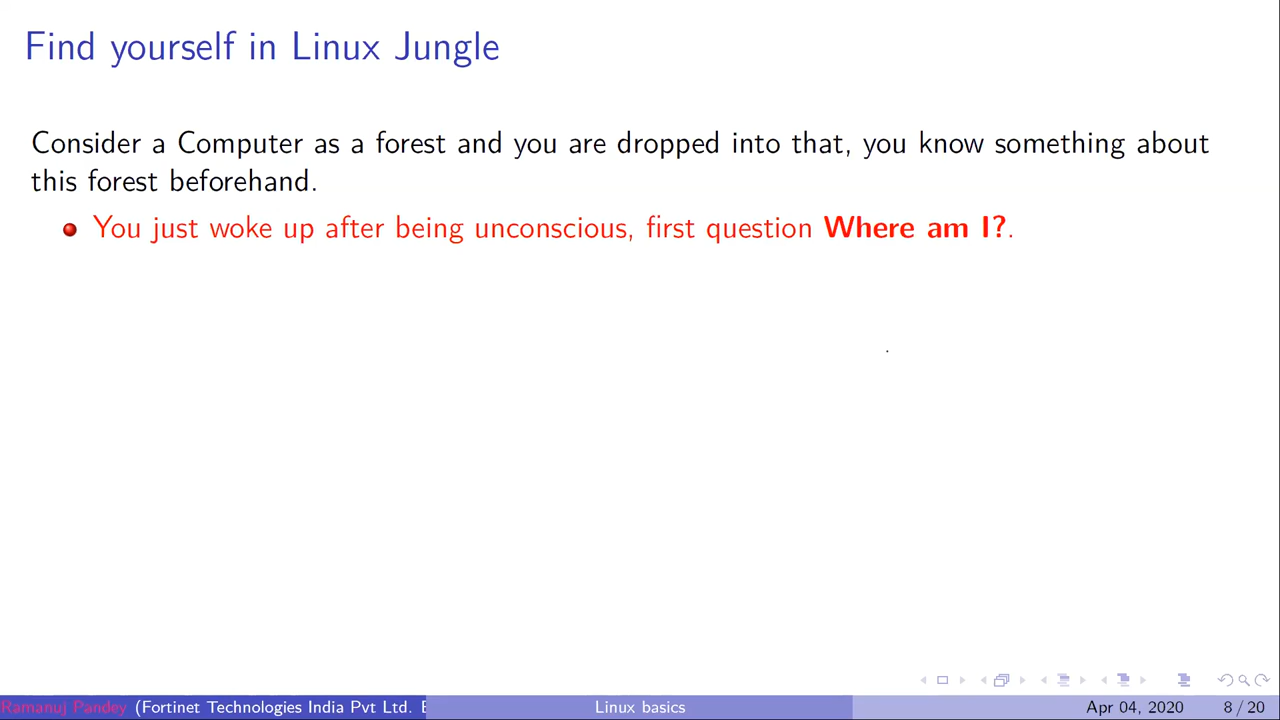 Find yourself in Linux Jungle
Consider a Computer as a forest and you are dropped into that, you know something about
this forest beforehand.
You just woke up after being unconscious, first question Where am I?.
Ramanuj Pandey (Fortinet Technologies India Pvt Ltd. B
Linux basics
Apr 04, 2020
8 / 20